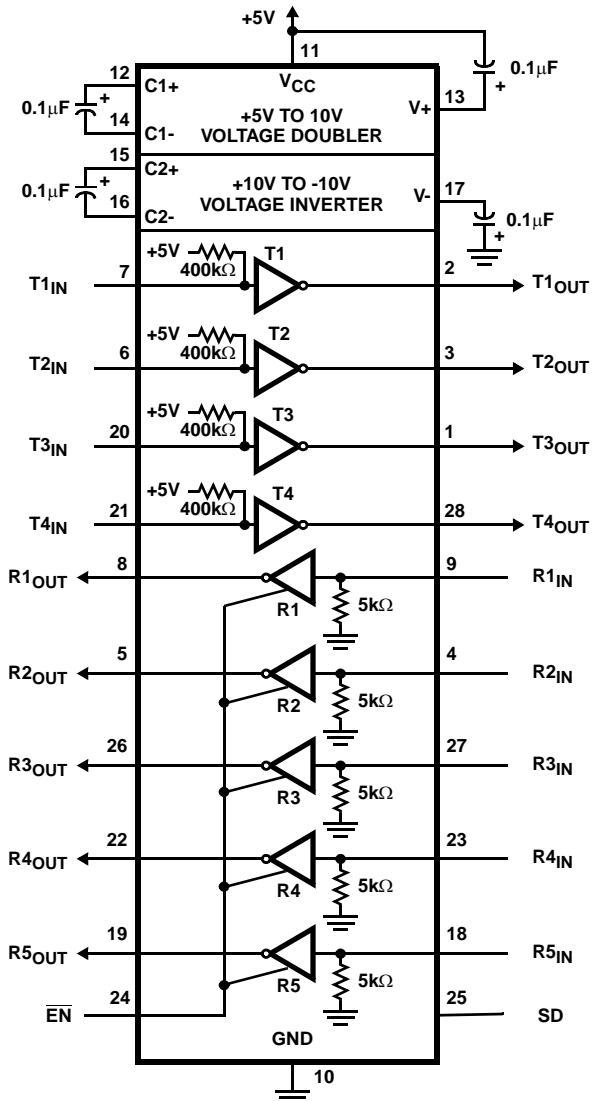 +5V
11
12
C1+
VCC
0.1µF
+
0.1µF
+
13
V+
14
C1-
+5V TO 10V
VOLTAGE DOUBLER
15
C2+
0.1µF
+
16
C2-
+10V TO -10V
VOLTAGE INVERTER
V-
17
0.1µF
+
+5V
400kΩ
T1
T1IN
7
2
T1OUT
+5V
400kΩ
T2
T2IN
6
3
T2OUT
+5V
400kΩ
T3
T3IN
20
1
T3OUT
+5V
400kΩ
T4
T4IN
21
28
T4OUT
R1OUT
8
9
R1IN
R1
5kΩ
R2OUT
5
4
R2IN
R2
5kΩ
R3OUT
26
27
R3IN
R3
5kΩ
R4OUT
22
23
R4IN
R4
5kΩ
R5OUT
19
18
R5IN
R5
5kΩ
24
E̅N̅
25
SD
GND
10